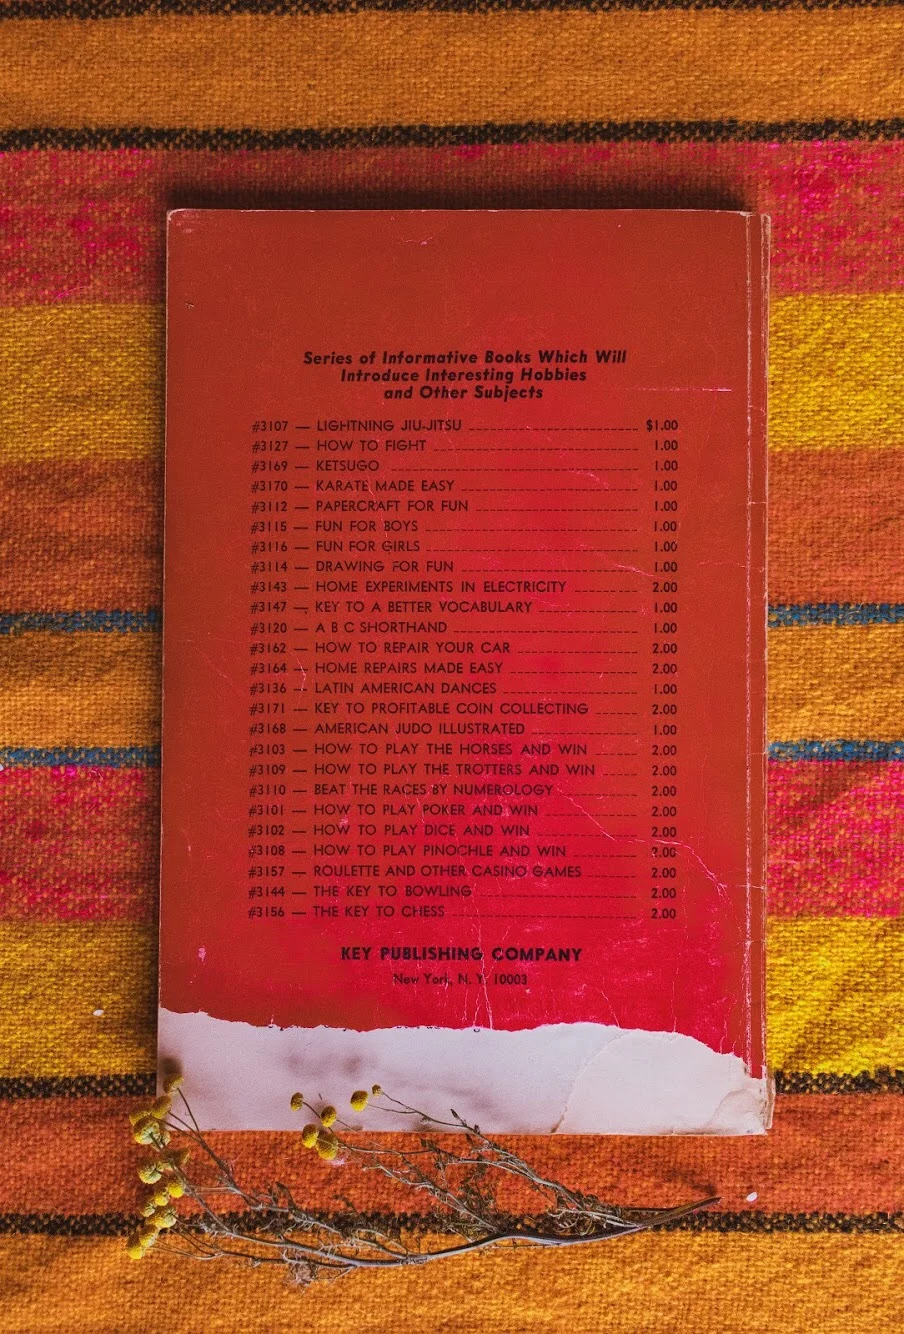 Series of Informative Books Which Will
Introduce Interesting Hobbies
and Other Subjects
#3107 — LIGHTNING JIU-JITSU $1.00
#3127 — HOW TO FIGHT 1.00
#3169 — KETSUGO 1.00
#3170 — KARATE MADE EASY 1.00
#3112 — PAPERCRAFT FOR FUN 1.00
#3115 — FUN FOR BOYS 1.00
#3116 — FUN FOR GIRLS 1.00
#3114 — DRAWING FOR FUN 1.00
#3143 — HOME EXPERIMENTS IN ELECTRICITY 2.00
#3147 — KEY TO A BETTER VOCABULARY 1.00
#3120 — A B C SHORTHAND 1.00
#3162 — HOW TO REPAIR YOUR CAR 2.00
#3164 — HOME REPAIRS MADE EASY 2.00
#3136 — LATIN AMERICAN DANCES 1.00
#3171 — KEY TO PROFITABLE COIN COLLECTING 2.00
#3168 — AMERICAN JUDO ILLUSTRATED 1.00
#3103 — HOW TO PLAY THE HORSES AND WIN 2.00
#3109 — HOW TO PLAY THE TROTTERS AND WIN 2.00
#3110 — BEAT THE RACES BY NUMEROLOGY 2.00
#3101 — HOW TO PLAY POKER AND WIN 2.00
#3102 — HOW TO PLAY DICE AND WIN 2.00
#3108 — HOW TO PLAY PINOCHLE AND WIN 2.00
#3157 — ROULETTE AND OTHER CASINO GAMES 2.00
#3144 — THE KEY TO BOWLING 2.00
#3156 — THE KEY TO CHESS 2.00
KEY PUBLISHING COMPANY
New York, N. Y. 10003